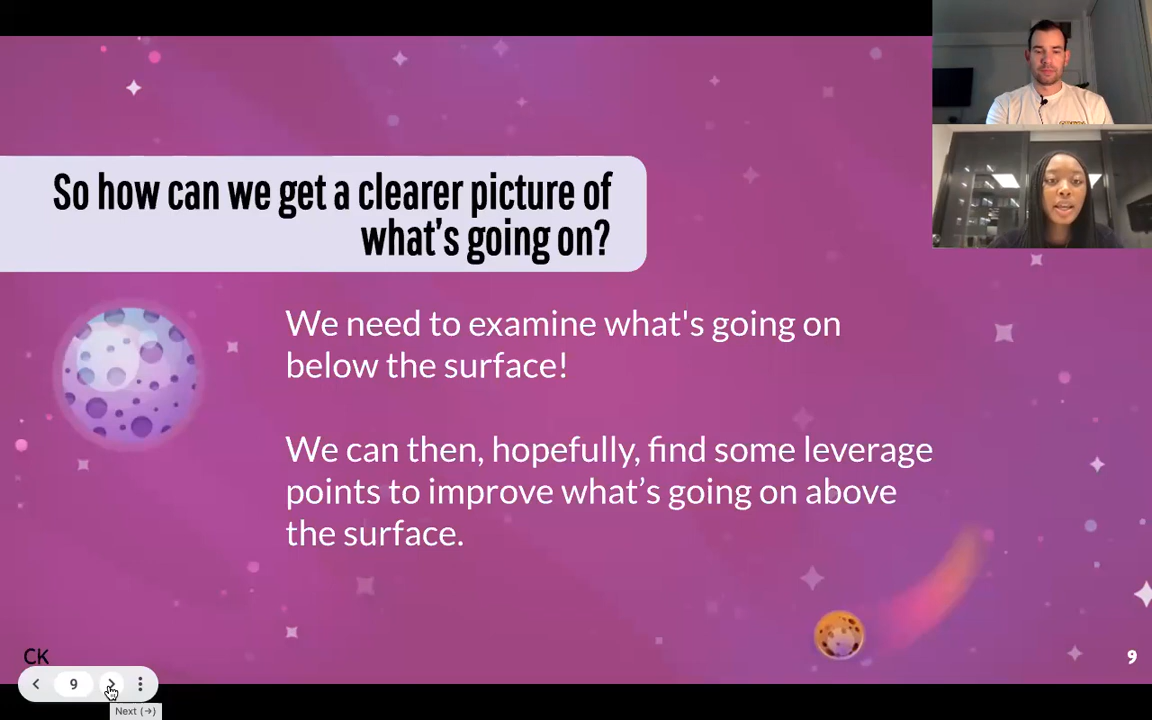 So how can we get a clearer picture of
what's going on?
We need to examine what's going on
below the surface!
We can then, hopefully, find some leverage
points to improve what’s going on above
the surface.
CK
9
9
Next (→)